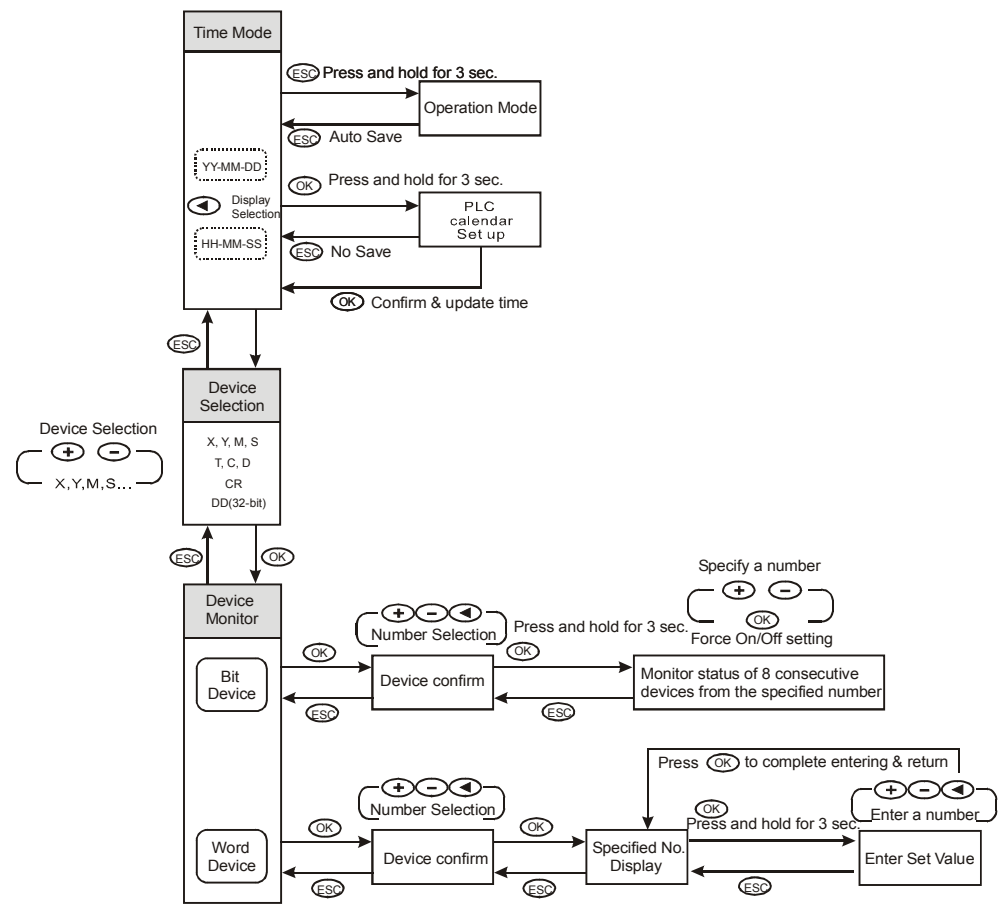 Time Mode
ESC Press and hold for 3 sec.
Operation Mode
ESC Auto Save
YY-MM-DD
OK Press and hold for 3 sec.
Display
Selection
PLC
calendar
Set up
HH-MM-SS
ESC No Save
OK Confirm & update time
ESC
Device
Selection
Device Selection
+ −
X,Y,M,S...
X, Y, M, S
T, C, D
CR
DD(32-bit)
ESC
OK
Device
Monitor
Specify a number
+ −
OK
Force On/Off setting
+ − ◀
Number Selection
Press and hold for 3 sec.
OK
OK
Bit
Device
Device confirm
Monitor status of 8 consecutive
devices from the specified number
ESC
ESC
Press OK to complete entering & return
+ − ◀
Number Selection
+ − ◀
Enter a number
OK
Press and hold for 3 sec.
OK
OK
Word
Device
Device confirm
Specified No.
Display
Enter Set Value
ESC
ESC
ESC